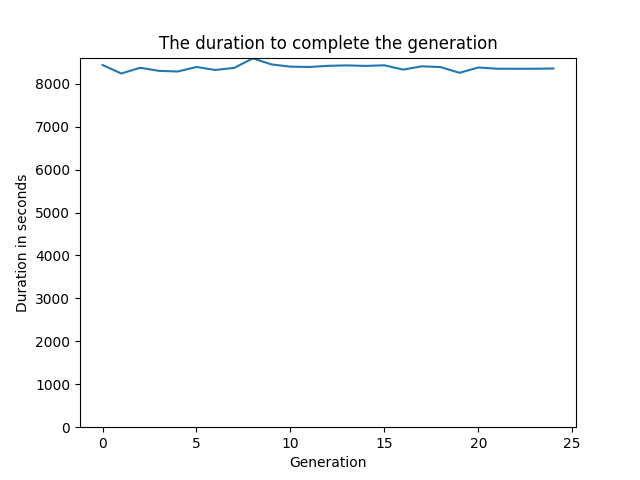 The duration to complete the generation
8000
7000
6000
5000
4000
3000
2000
1000
0
Duration in seconds
0 5 10 15 20 25
Generation